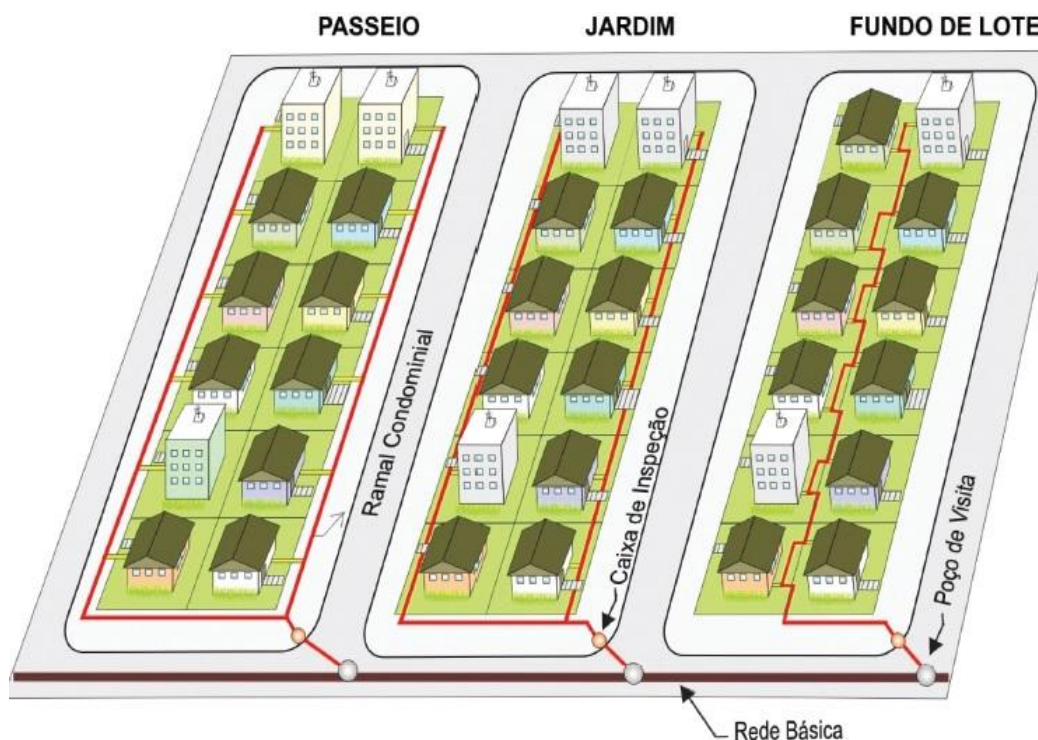 PASSEIO
JARDIM
FUNDO DE LOTE
Ramal Condominial
Caixa de Inspeção
Poço de Visita
Rede Básica